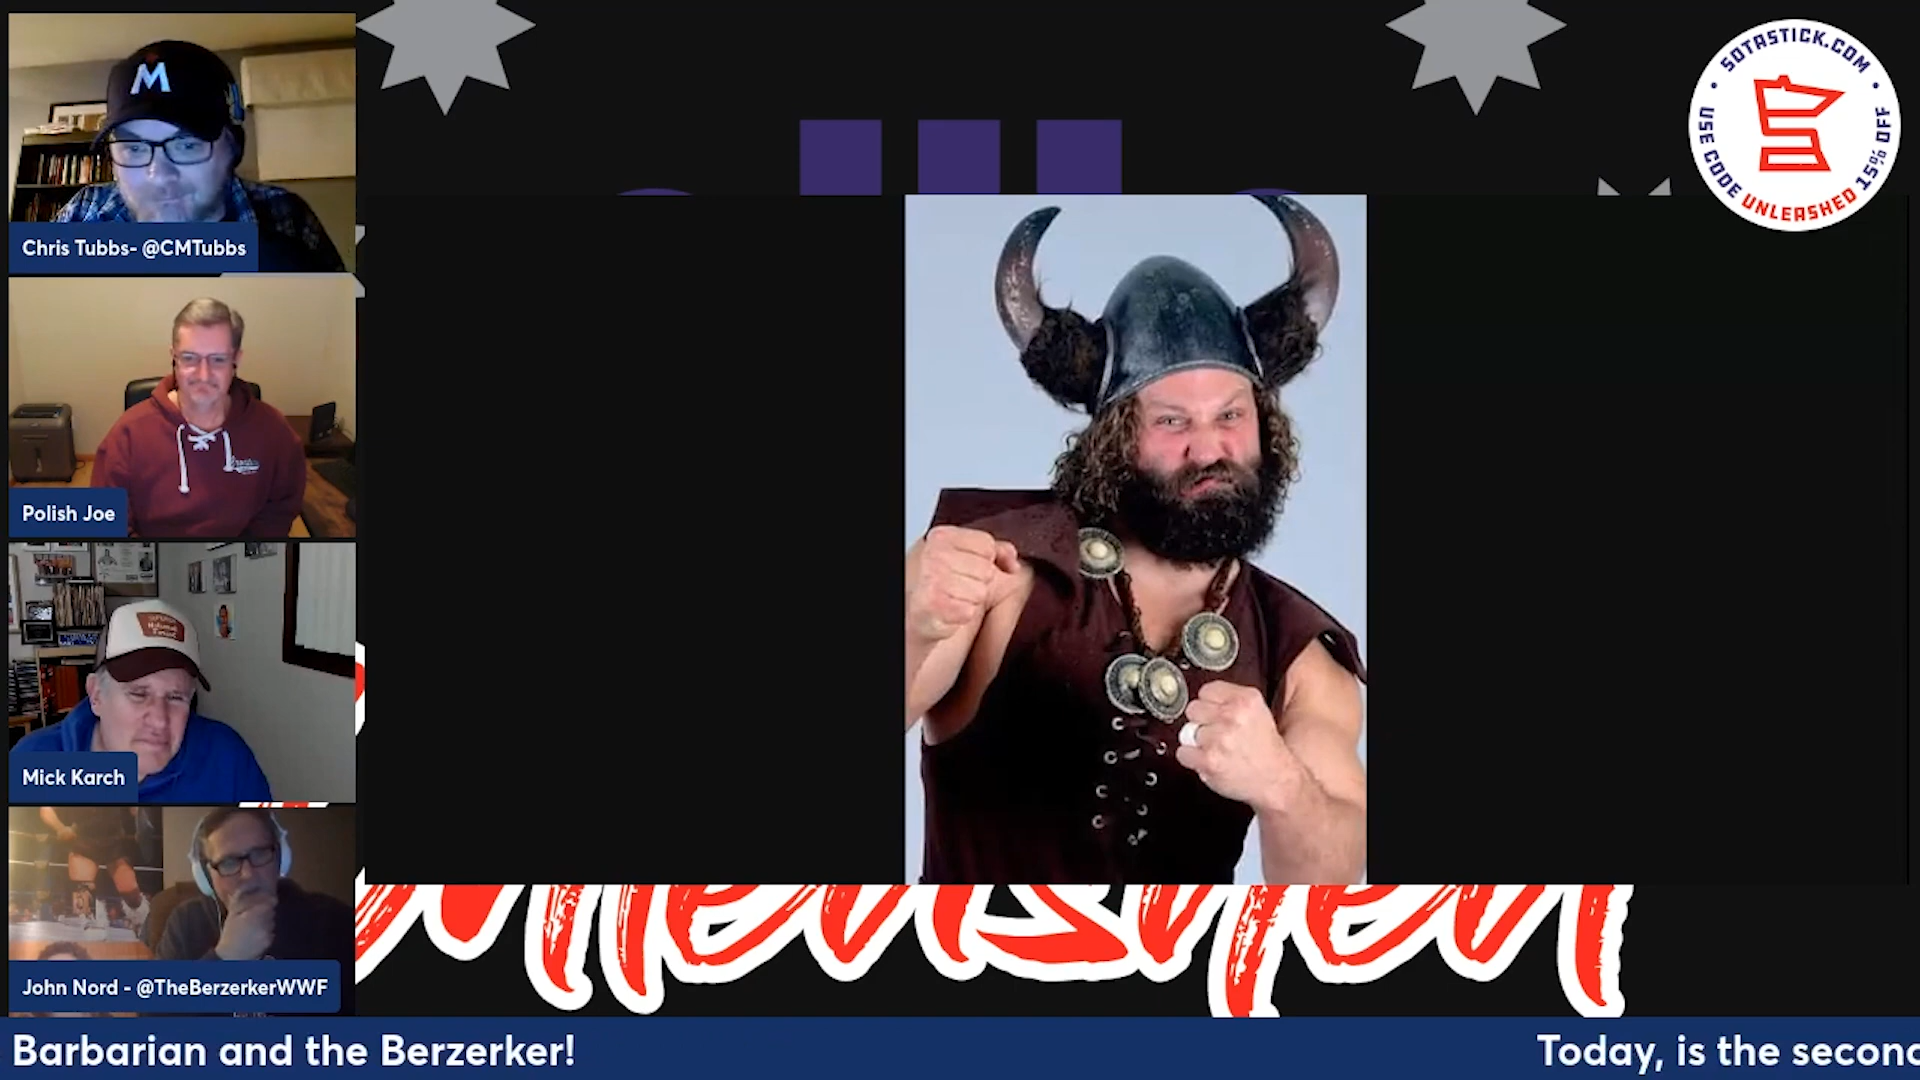 M
Chris Tubbs- @CMTubbs
Polish Joe
Mick Karch
John Nord - @TheBerzerkerWWF
• SOTASTICK.COM •
USE CODE UNLEASHED 15% OFF
Barbarian and the Berzerker!
Today, is the second